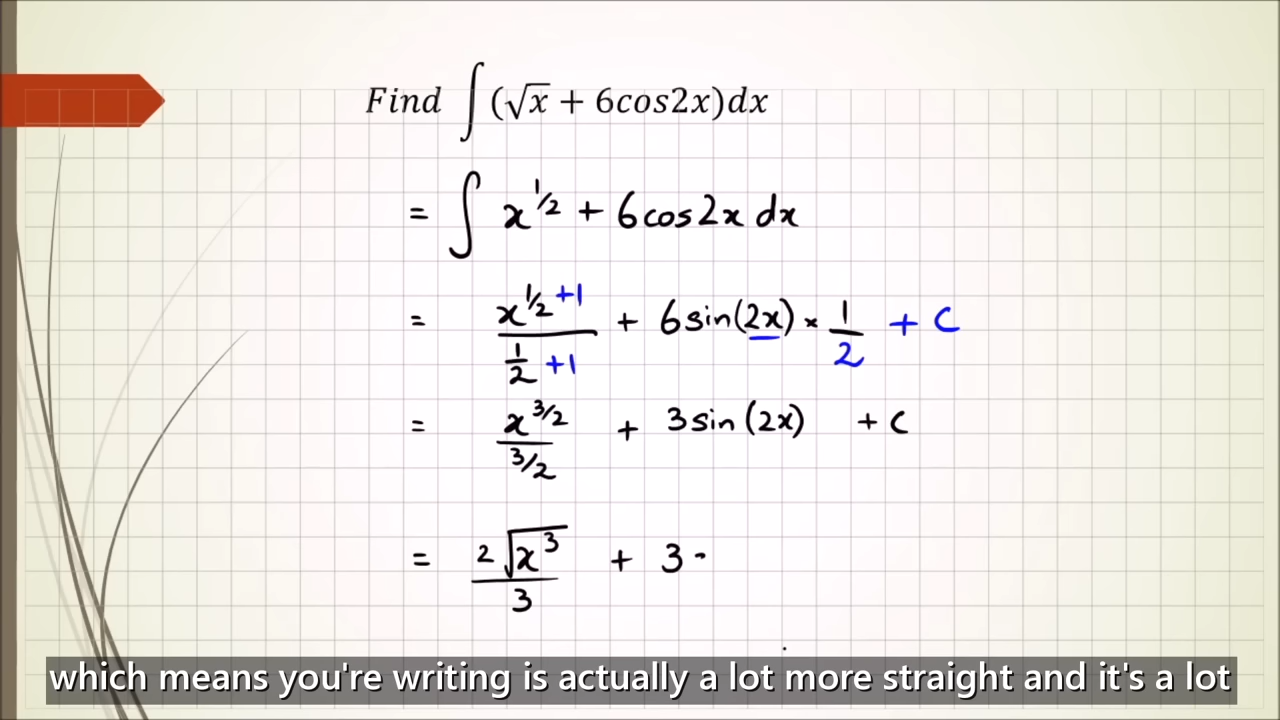 Find ∫(√x + 6cos2x)dx
= ∫ x^1/2 + 6cos2x dx
= x^1/2+1 / 1/2+1 + 6sin(2x) × 1/2 + C
= x^3/2 / 3/2 + 3sin(2x) + C
= 2√x^3 / 3 + 3
which means you're writing is actually a lot more straight and it's a lot